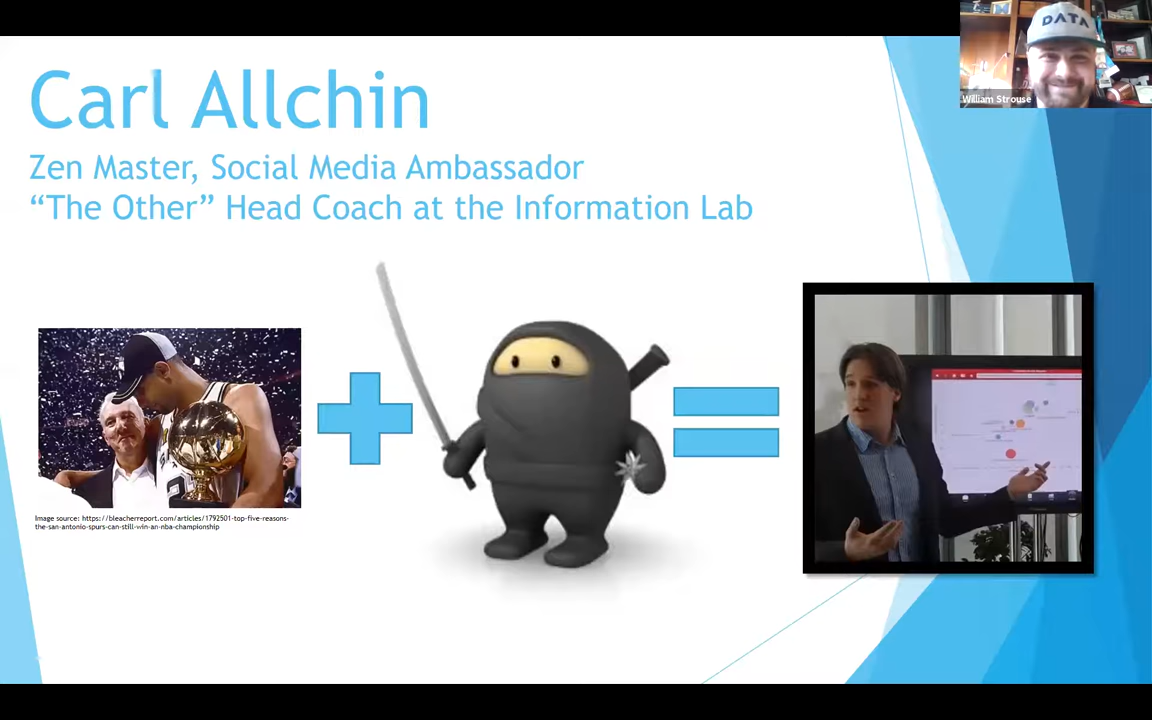 Carl Allchin
Zen Master, Social Media Ambassador
“The Other” Head Coach at the Information Lab
DATA
William Strouse
Image source: https://bleacherreport.com/articles/1792501-top-five-reasons-
the-san-antonio-spurs-can-still-win-an-nba-championship